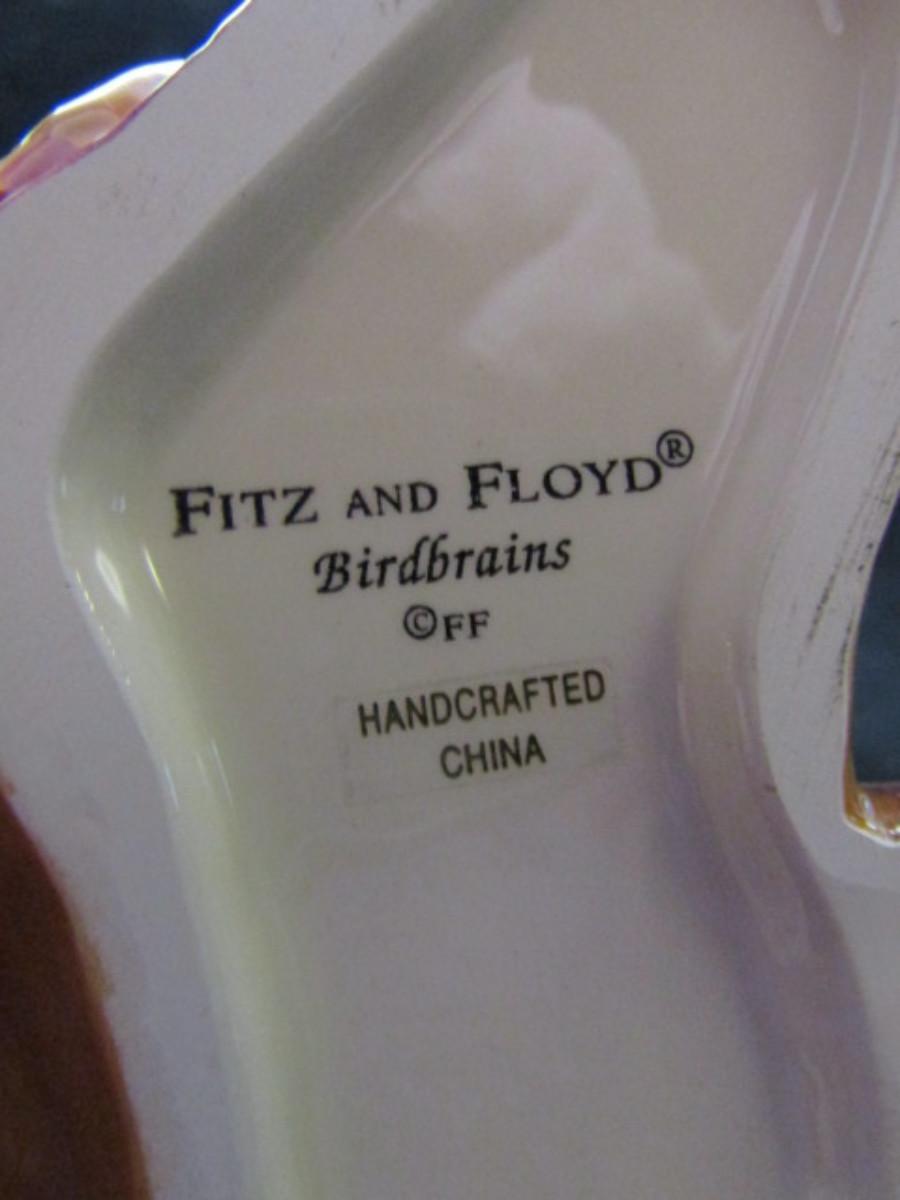 FITZ AND FLOYD®
Birdbrains
©FF
HANDCRAFTED
CHINA